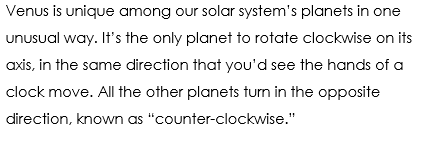 Venus is unique among our solar system's planets in one
unusual way. It's the only planet to rotate clockwise on its
axis, in the same direction that you'd see the hands of a
clock move. All the other planets turn in the opposite
direction, known as "counter-clockwise."